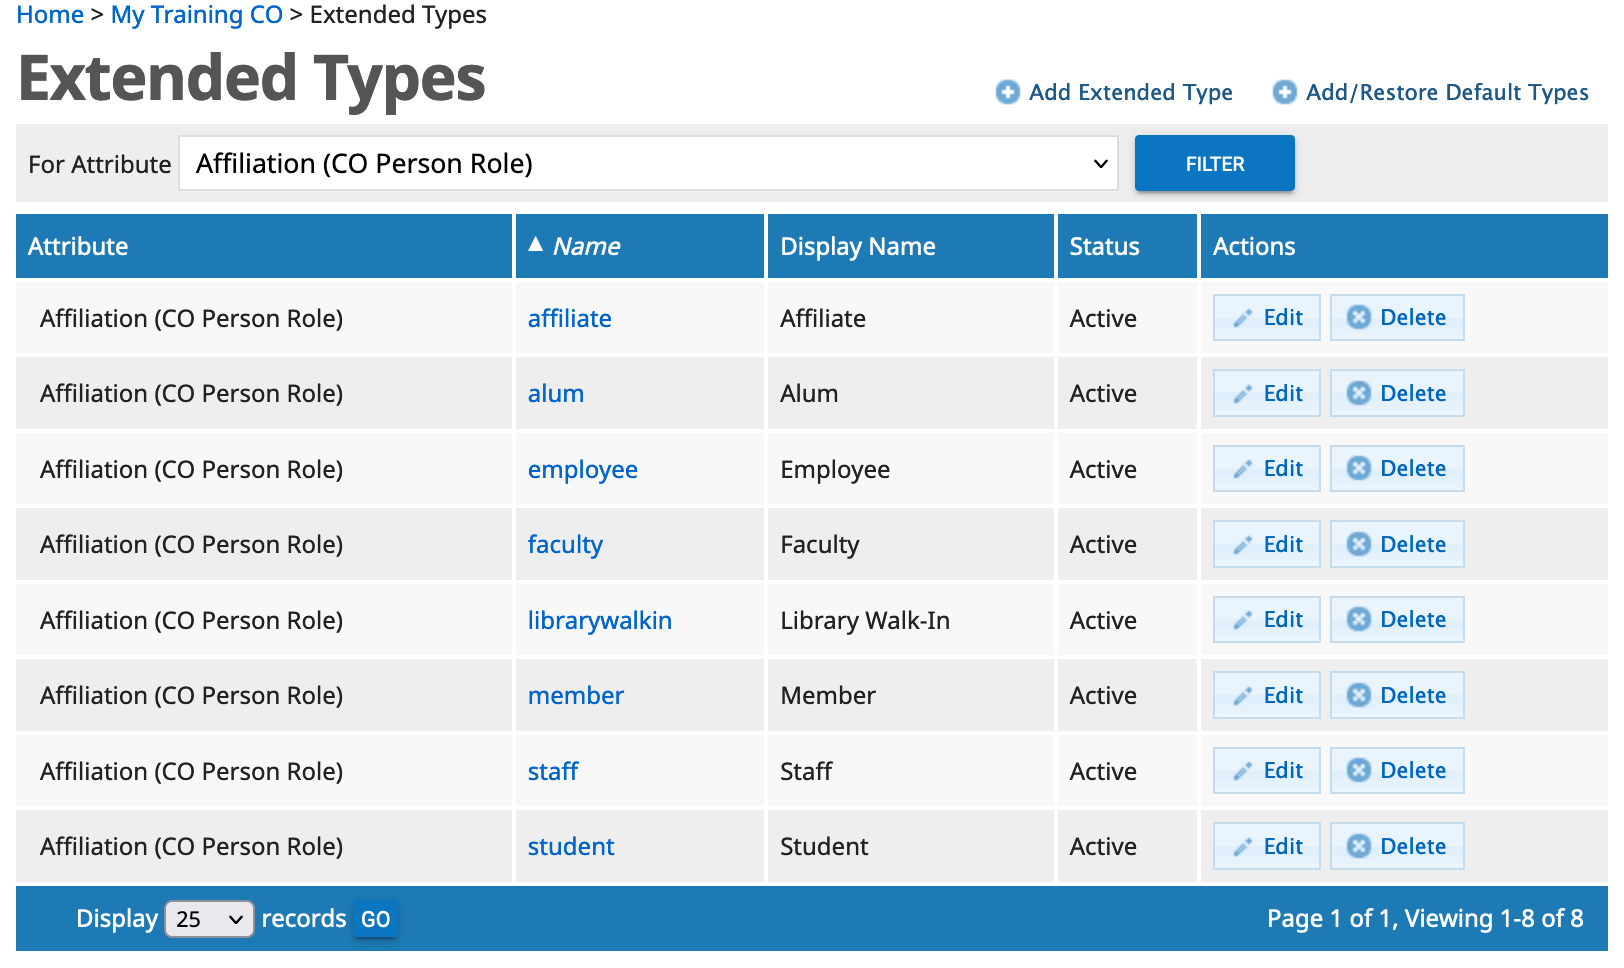 Home > My Training CO > Extended Types
Extended Types
Add Extended Type Add/Restore Default Types
For Attribute Affiliation (CO Person Role) FILTER
Attribute ▲ Name Display Name Status Actions
Affiliation (CO Person Role) affiliate Affiliate Active Edit Delete
Affiliation (CO Person Role) alum Alum Active Edit Delete
Affiliation (CO Person Role) employee Employee Active Edit Delete
Affiliation (CO Person Role) faculty Faculty Active Edit Delete
Affiliation (CO Person Role) librarywalkin Library Walk-In Active Edit Delete
Affiliation (CO Person Role) member Member Active Edit Delete
Affiliation (CO Person Role) staff Staff Active Edit Delete
Affiliation (CO Person Role) student Student Active Edit Delete
Display 25 records GO Page 1 of 1, Viewing 1-8 of 8